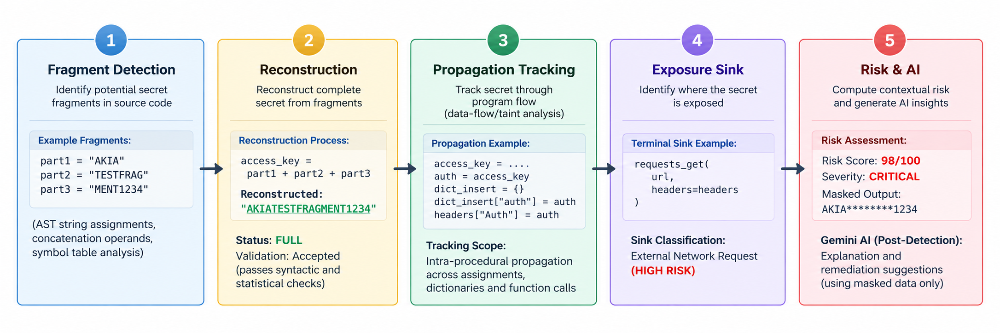 1
Fragment Detection
Identify potential secret
fragments in source code
Example Fragments:
part1 = "AKIA"
part2 = "TESTFRAG"
part3 = "MENT1234"
(AST string assignments,
concatenation operands,
symbol table analysis)
2
Reconstruction
Reconstruct complete
secret from fragments
Reconstruction Process:
access_key =
part1 + part2 + part3
Reconstructed:
"AKIATESTFRAGMENT1234"
Status: FULL
Validation: Accepted
(passes syntactic and
statistical checks)
3
Propagation Tracking
Track secret through
program flow
(data-flow/taint analysis)
Propagation Example:
access_key = ....
auth = access_key
dict_insert = {}
dict_insert["auth"] = auth
headers["Auth"] = auth
Tracking Scope:
Intra-procedural propagation
across assignments,
dictionaries and function calls
4
Exposure Sink
Identify where the secret
is exposed
Terminal Sink Example:
requests_get(
url,
headers=headers
)
Sink Classification:
External Network Request
(HIGH RISK)
5
Risk & AI
Compute contextual risk
and generate AI insights
Risk Assessment:
Risk Score: 98/100
Severity: CRITICAL
Masked Output:
AKIA********1234
Gemini AI (Post-Detection):
Explanation and
remediation suggestions
(using masked data only)